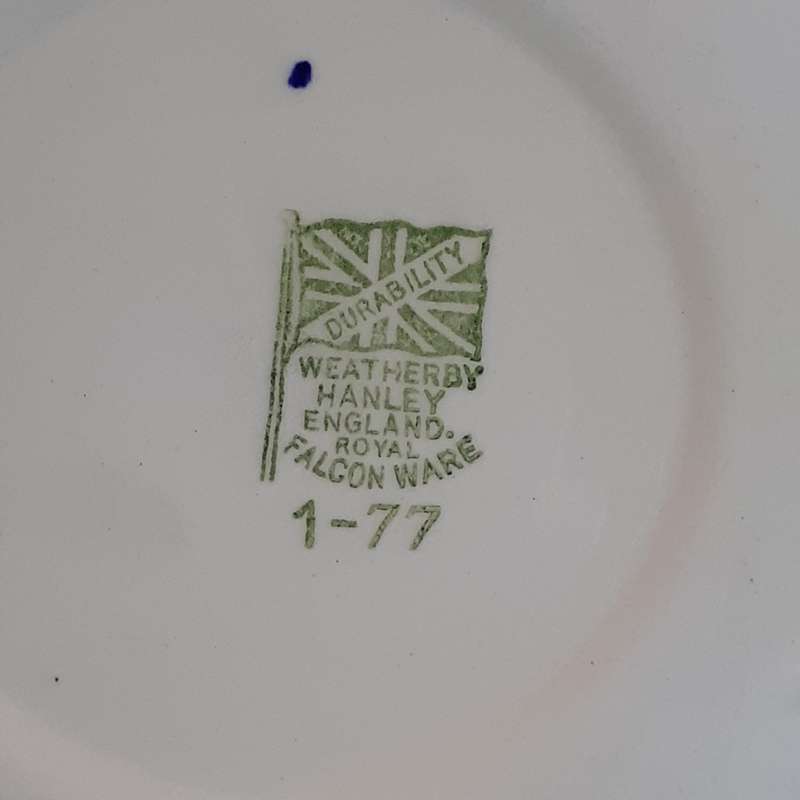 DURABILITY
WEATHERBY
HANLEY
ENGLAND.
ROYAL
FALCON WARE
1-77